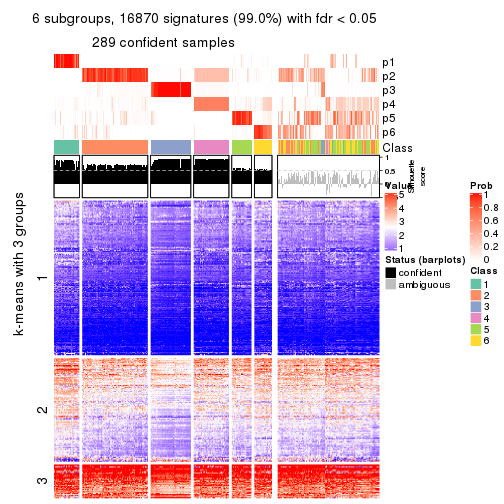 6 subgroups, 16870 signatures (99.0%) with fdr < 0.05
289 confident samples
p1
p2
p3
p4
p5
p6
Class
1
0.5
0
Silhouette
score
k-means with 3 groups
1
2
3
Value
5
4
3
2
1
Status (barplots)
confident
ambiguous
Prob
1
0.8
0.6
0.4
0.2
0
Class
1
2
3
4
5
6